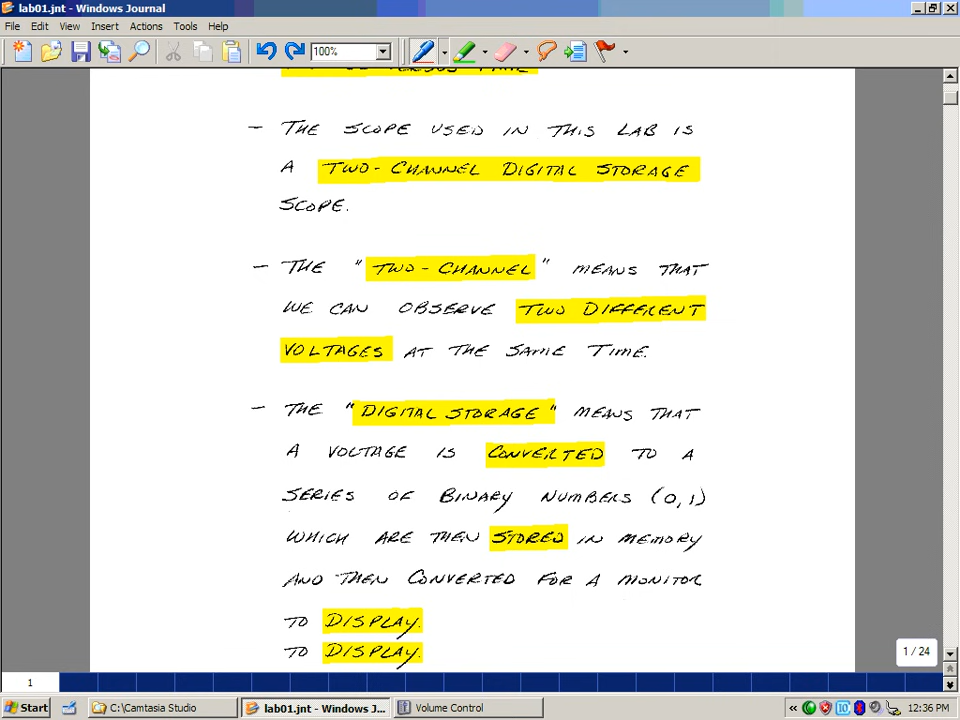 lab01.jnt - Windows Journal
File Edit View Insert Actions Tools Help
100%
VERSUS TIME
- THE SCOPE USED IN THIS LAB IS
A TWO-CHANNEL DIGITAL STORAGE
SCOPE.
- THE "TWO-CHANNEL" MEANS THAT
WE CAN OBSERVE TWO DIFFERENT
VOLTAGES AT THE SAME TIME.
- THE "DIGITAL STORAGE" MEANS THAT
A VOLTAGE IS CONVERTED TO A
SERIES OF BINARY NUMBERS (0,1)
WHICH ARE THEN STORED IN MEMORY
AND THEN CONVERTED FOR A MONITOR
TO DISPLAY.
TO DISPLAY.
1 / 24
1
Start C:\Camtasia Studio lab01.jnt - Windows J... Volume Control « 12:36 PM